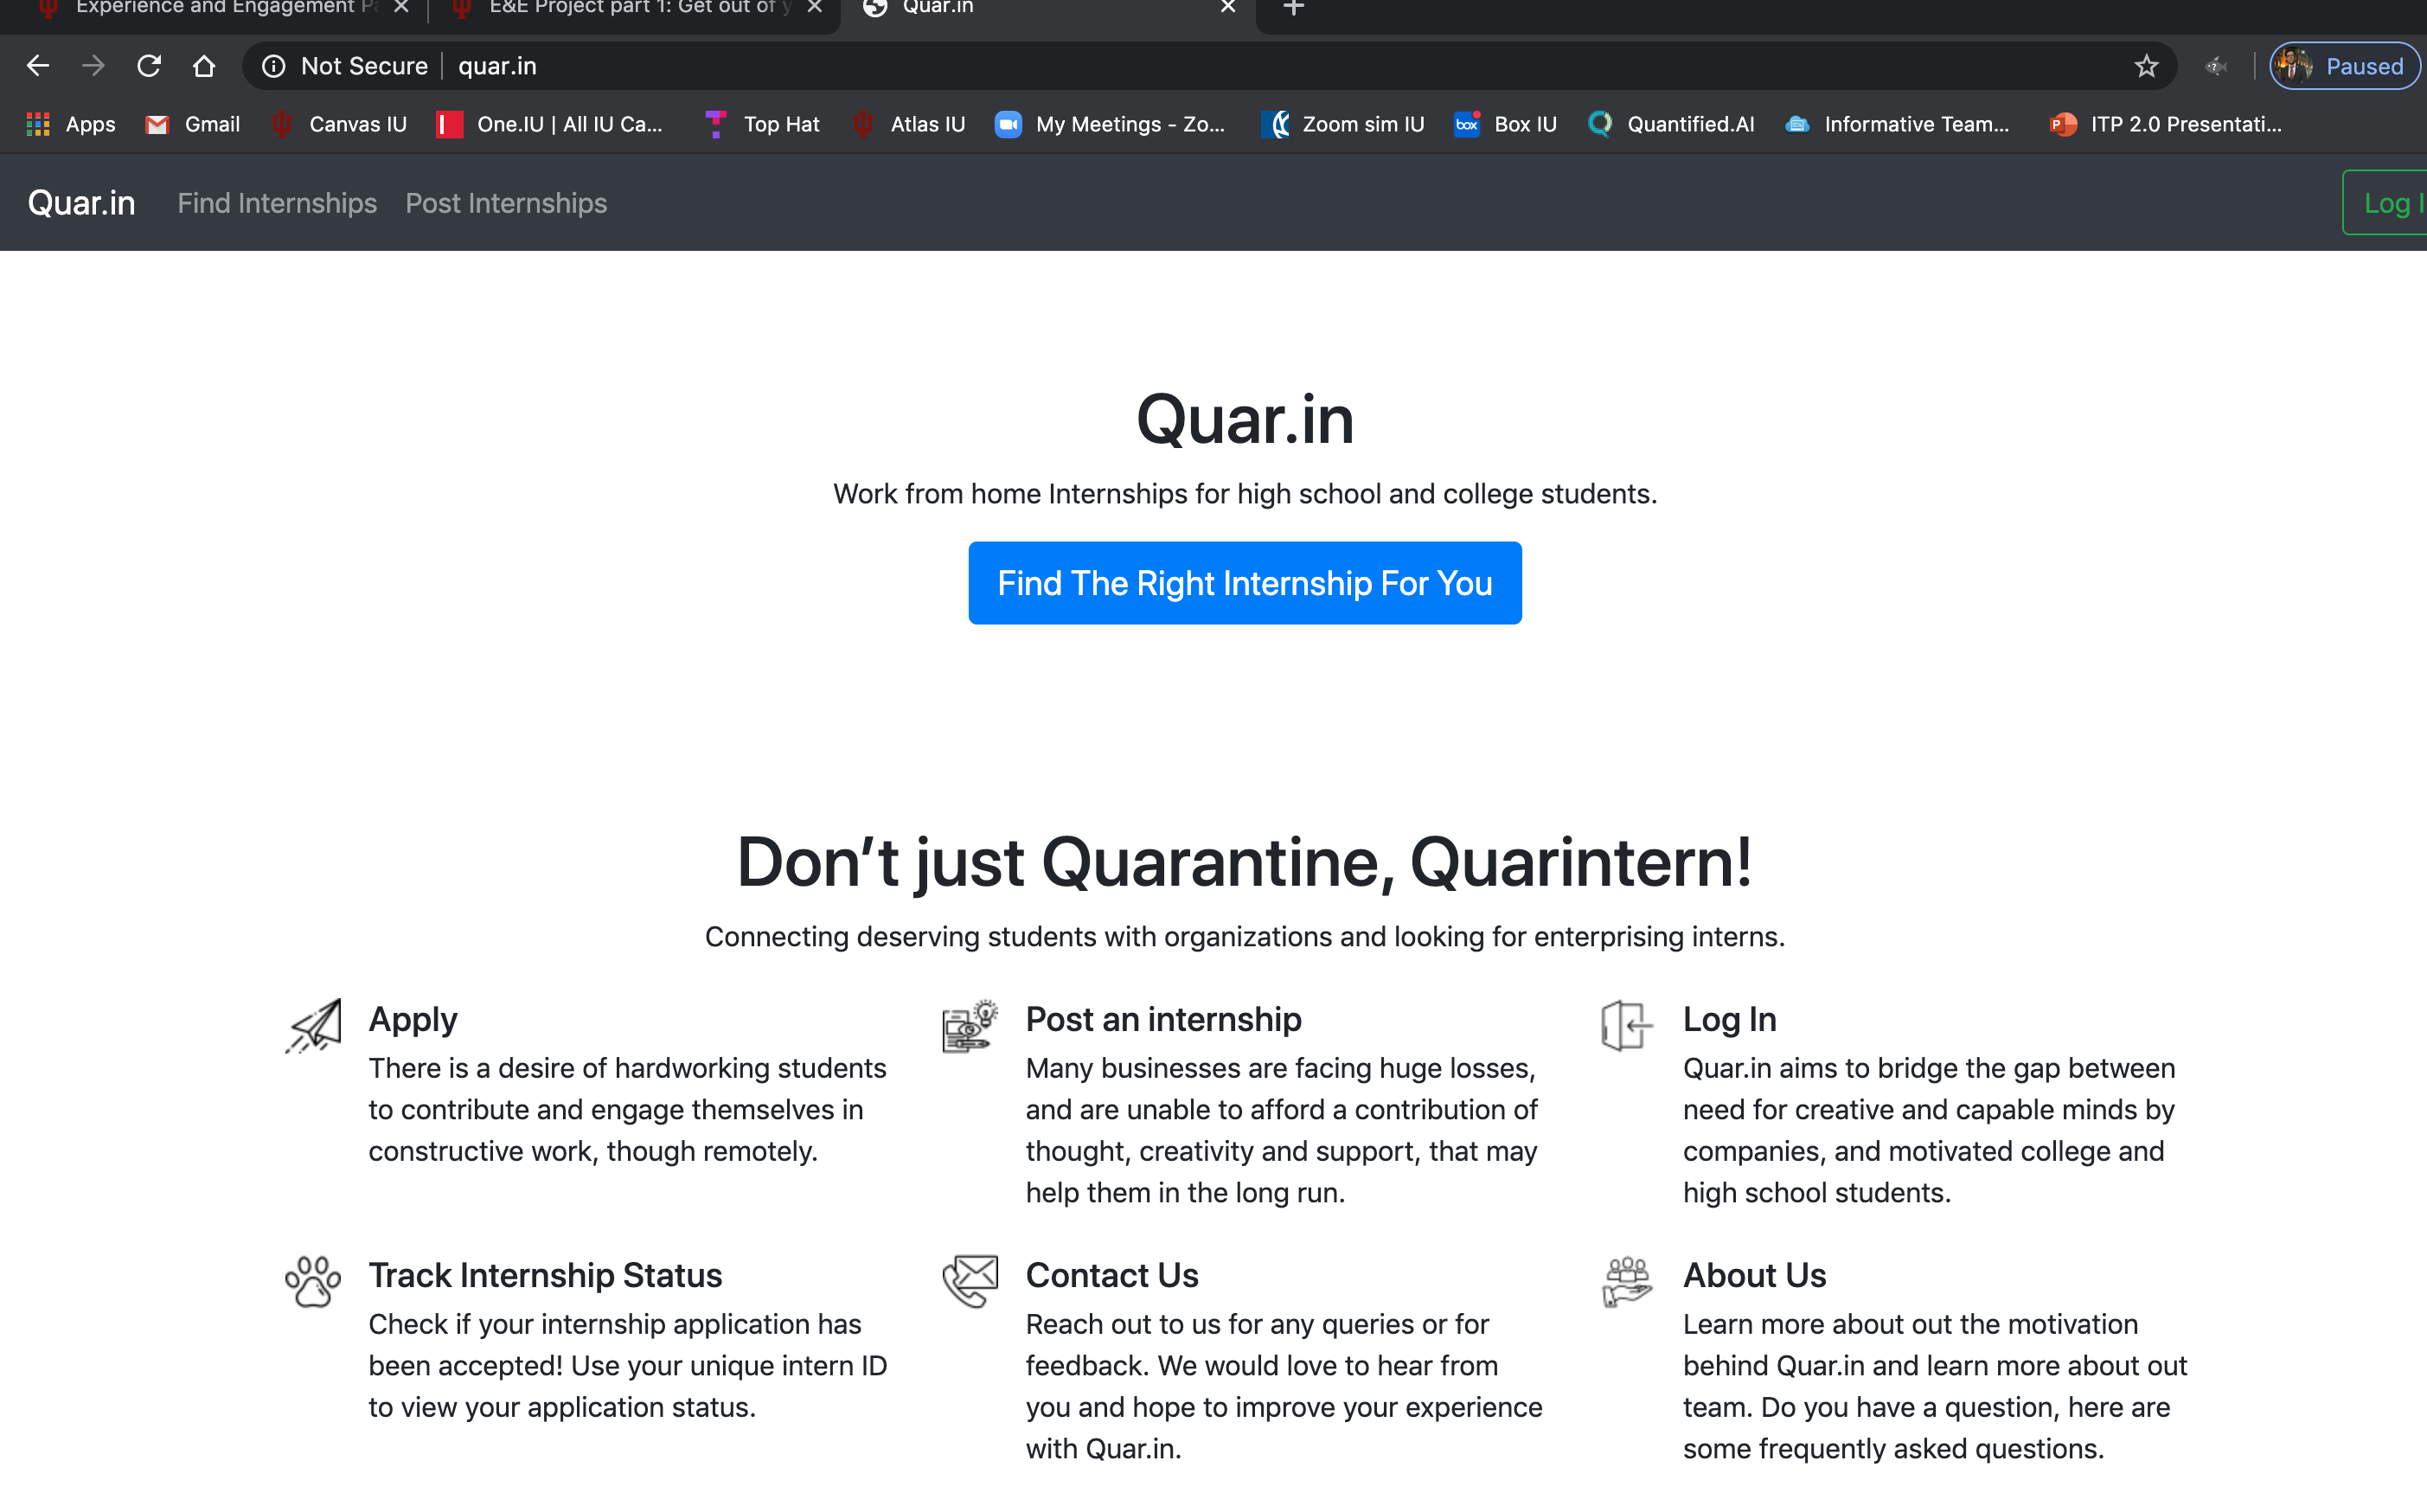 Experience and Engagement Pa
E&E Project part 1: Get out of y
Quar.in
Not Secure quar.in
Paused
Apps Gmail Canvas IU One.IU | All IU Ca... Top Hat Atlas IU My Meetings - Zo... Zoom sim IU box Box IU Quantified.AI Informative Team... P ITP 2.0 Presentati...
Quar.in Find Internships Post Internships Log I
Quar.in
Work from home Internships for high school and college students.
Find The Right Internship For You
Don’t just Quarantine, Quarintern!
Connecting deserving students with organizations and looking for enterprising interns.
Apply
There is a desire of hardworking students
to contribute and engage themselves in
constructive work, though remotely.
Post an internship
Many businesses are facing huge losses,
and are unable to afford a contribution of
thought, creativity and support, that may
help them in the long run.
Log In
Quar.in aims to bridge the gap between
need for creative and capable minds by
companies, and motivated college and
high school students.
Track Internship Status
Check if your internship application has
been accepted! Use your unique intern ID
to view your application status.
Contact Us
Reach out to us for any queries or for
feedback. We would love to hear from
you and hope to improve your experience
with Quar.in.
About Us
Learn more about out the motivation
behind Quar.in and learn more about out
team. Do you have a question, here are
some frequently asked questions.